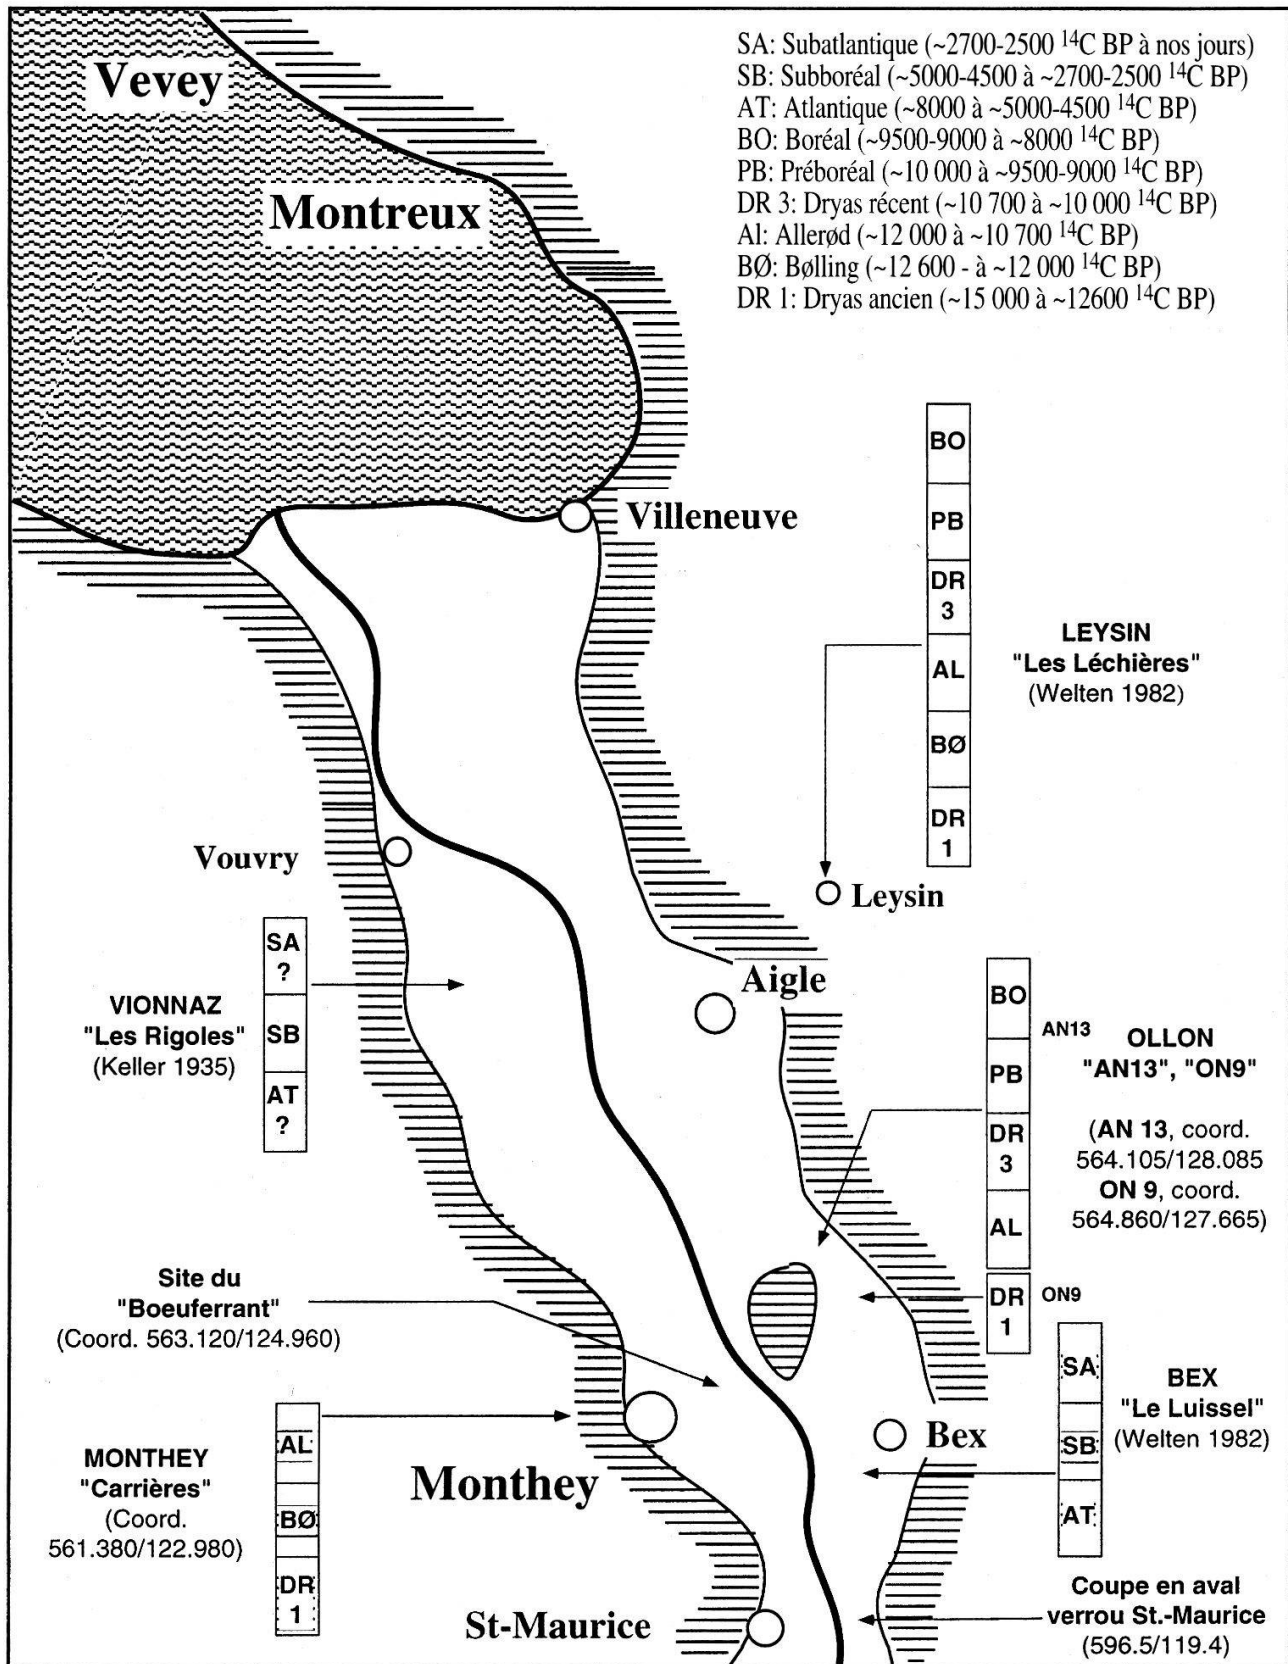 SA: Subatlantique (~2700-2500 ¹⁴C BP à nos jours)
SB: Subboréal (~5000-4500 à ~2700-2500 ¹⁴C BP)
AT: Atlantique (~8000 à ~5000-4500 ¹⁴C BP)
BO: Boréal (~9500-9000 à ~8000 ¹⁴C BP)
PB: Préboréal (~10 000 à ~9500-9000 ¹⁴C BP)
DR 3: Dryas récent (~10 700 à ~10 000 ¹⁴C BP)
Al: Allerød (~12 000 à ~10 700 ¹⁴C BP)
BØ: Bølling (~12 600 - à ~12 000 ¹⁴C BP)
DR 1: Dryas ancien (~15 000 à ~12600 ¹⁴C BP)
Vevey
Montreux
Villeneuve
BO
PB
DR
3
AL
BØ
DR
1
LEYSIN
"Les Léchières"
(Welten 1982)
Vouvry
Leysin
Aigle
SA
?
SB
AT
?
VIONNAZ
"Les Rigoles"
(Keller 1935)
BO
PB
DR
3
AL
DR
1
AN13
ON9
OLLON
"AN13", "ON9"
(AN 13, coord.
564.105/128.085
ON 9, coord.
564.860/127.665)
Site du
"Boeuferrant"
(Coord. 563.120/124.960)
SA
SB
AT
BEX
"Le Luissel"
(Welten 1982)
Bex
Monthey
MONTHEY
"Carrières"
(Coord.
561.380/122.980)
AL
BØ
DR
1
St-Maurice
Coupe en aval
verrou St.-Maurice
(596.5/119.4)